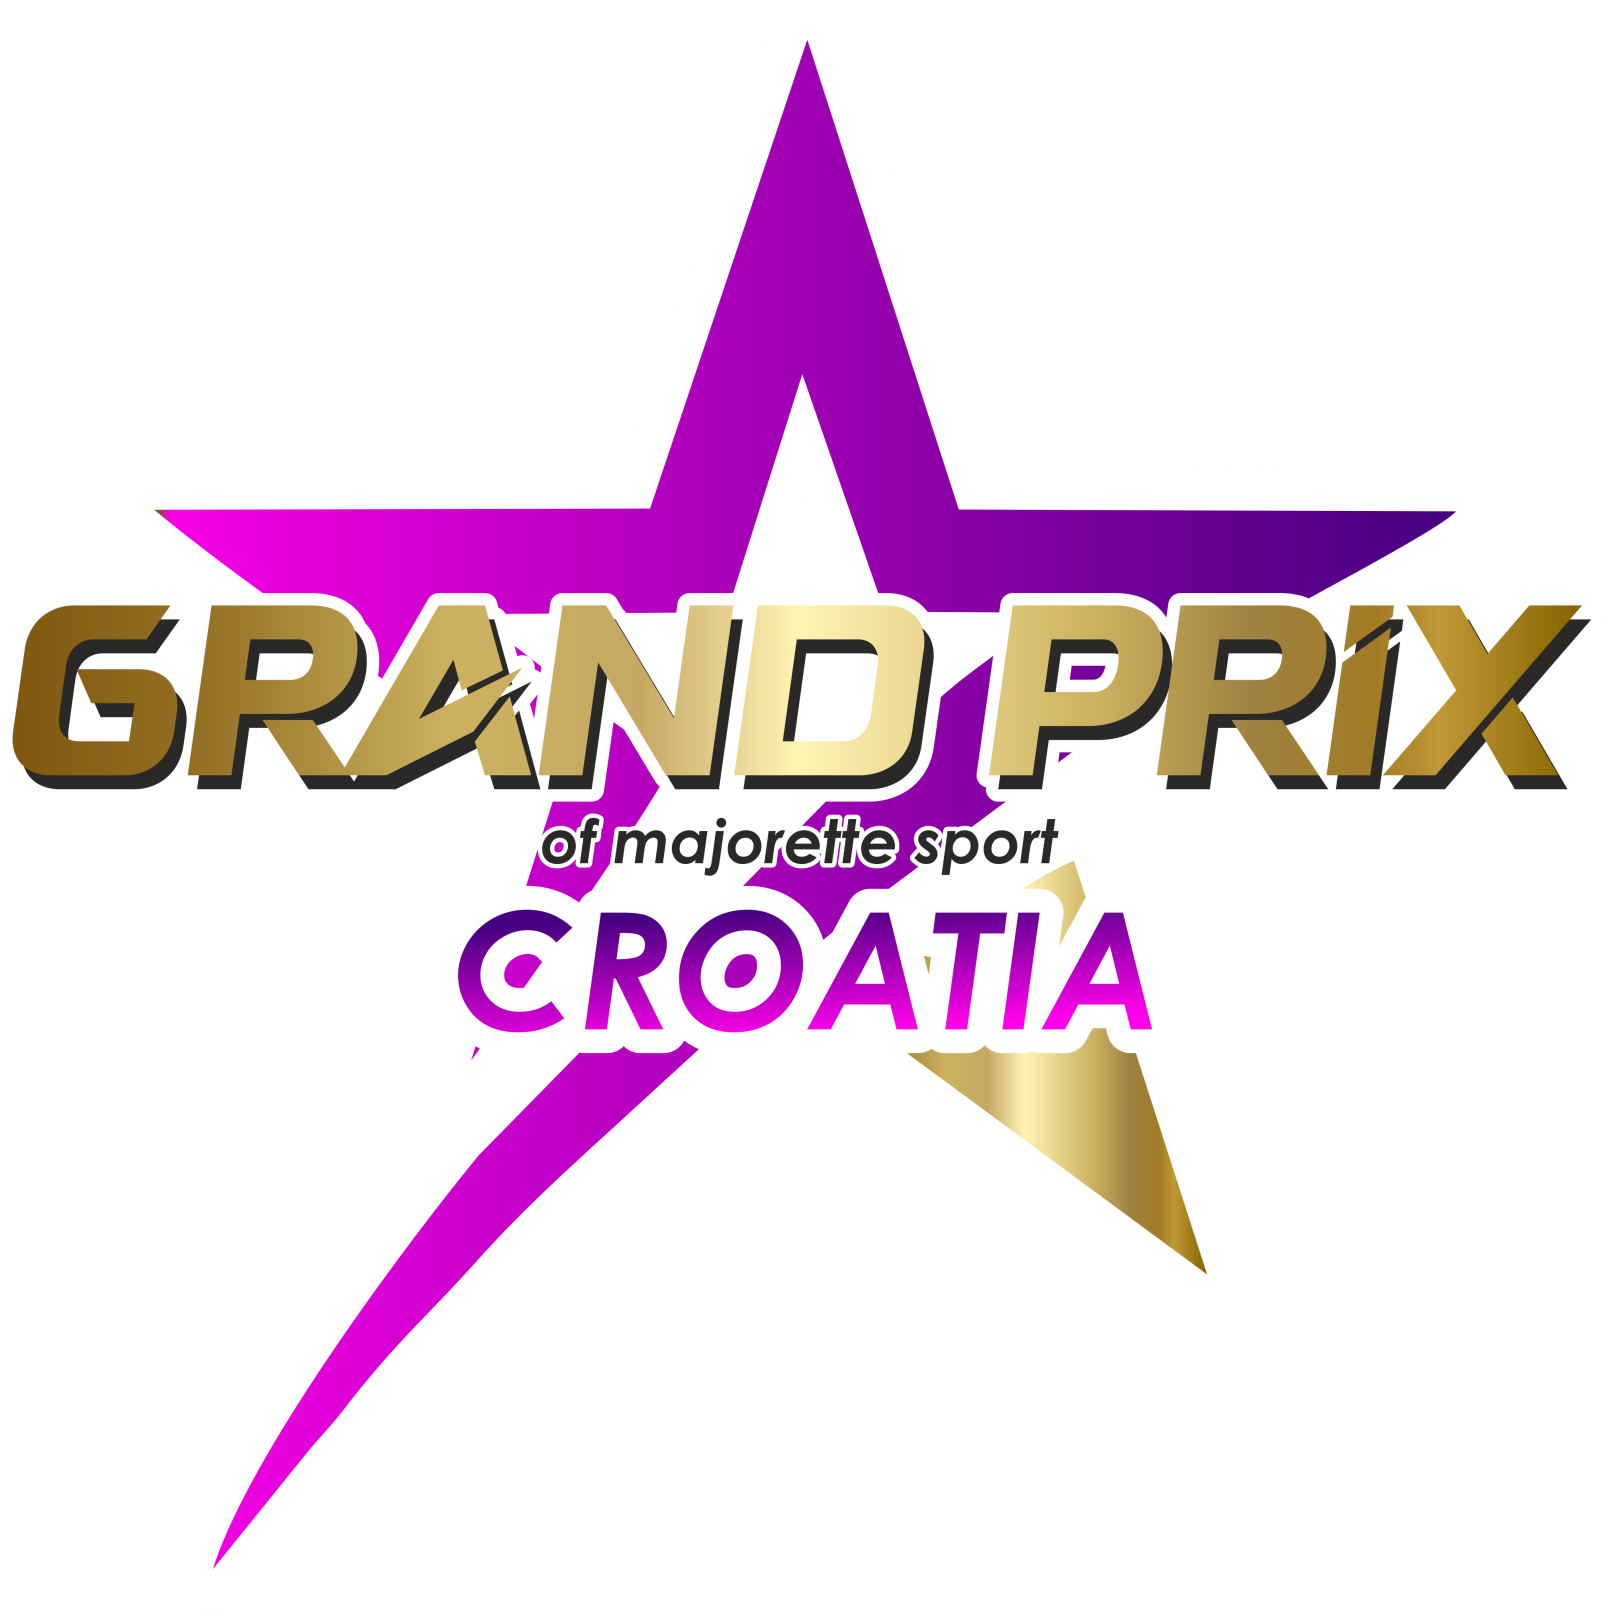 GRAND PRiX
of majorette sport
CROATIA